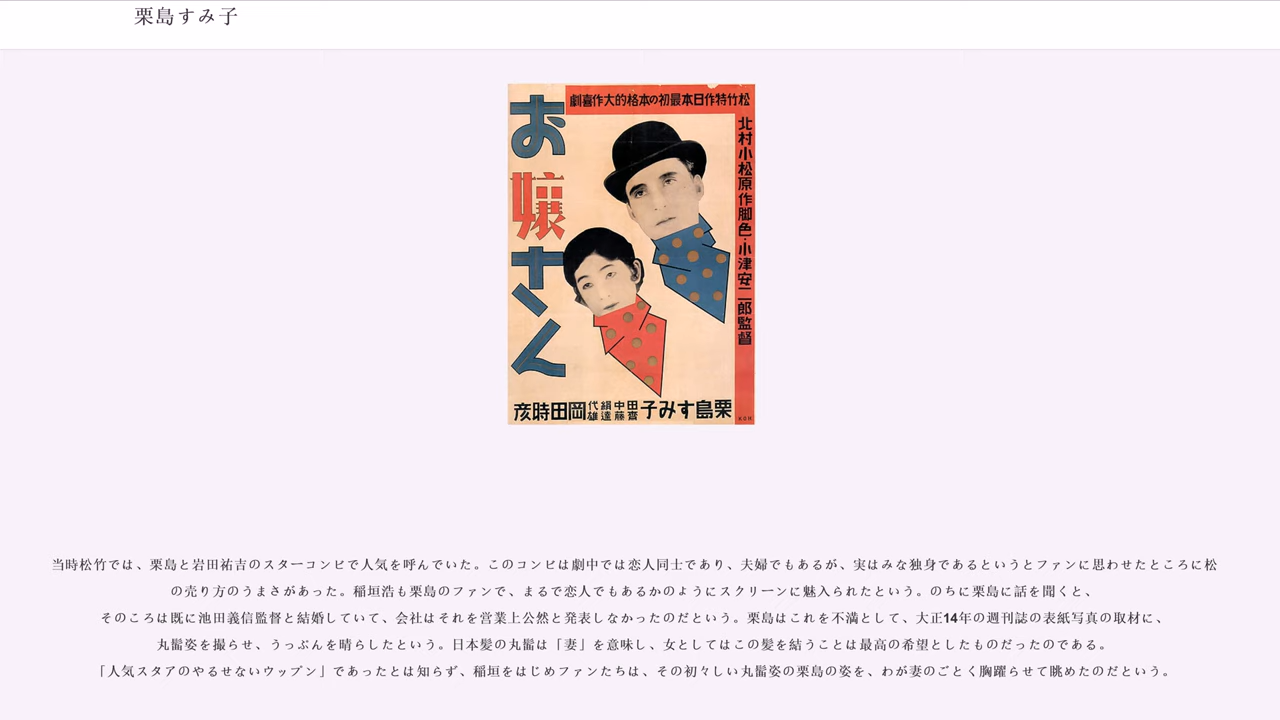 栗島すみ子
松竹特作日本最初の本格的大作喜劇
お嬢さん
北村小松原作脚色・小津安二郎監督
栗島すみ子 田中絹代 齋藤達雄 岡田時彦
KOH
当時松竹では、栗島と岩田祐吉のスターコンビで人気を呼んでいた。このコンビは劇中では恋人同士であり、夫婦でもあるが、実はみな独身であるというとファンに思わせたところに松
の売り方のうまさがあった。稲垣浩も栗島のファンで、まるで恋人でもあるかのようにスクリーンに魅入られたという。のちに栗島に話を聞くと、
そのころは既に池田義信監督と結婚していて、会社はそれを営業上公然と発表しなかったのだという。栗島はこれを不満として、大正14年の週刊誌の表紙写真の取材に、
丸髷姿を撮らせ、うっぷんを晴らしたという。日本髪の丸髷は「妻」を意味し、女としてはこの髪を結うことは最高の希望としたものだったのである。
「人気スタアのやるせないウップン」であったとは知らず、稲垣をはじめファンたちは、その初々しい丸髷姿の栗島の姿を、わが妻のごとく胸躍らせて眺めたのだという。